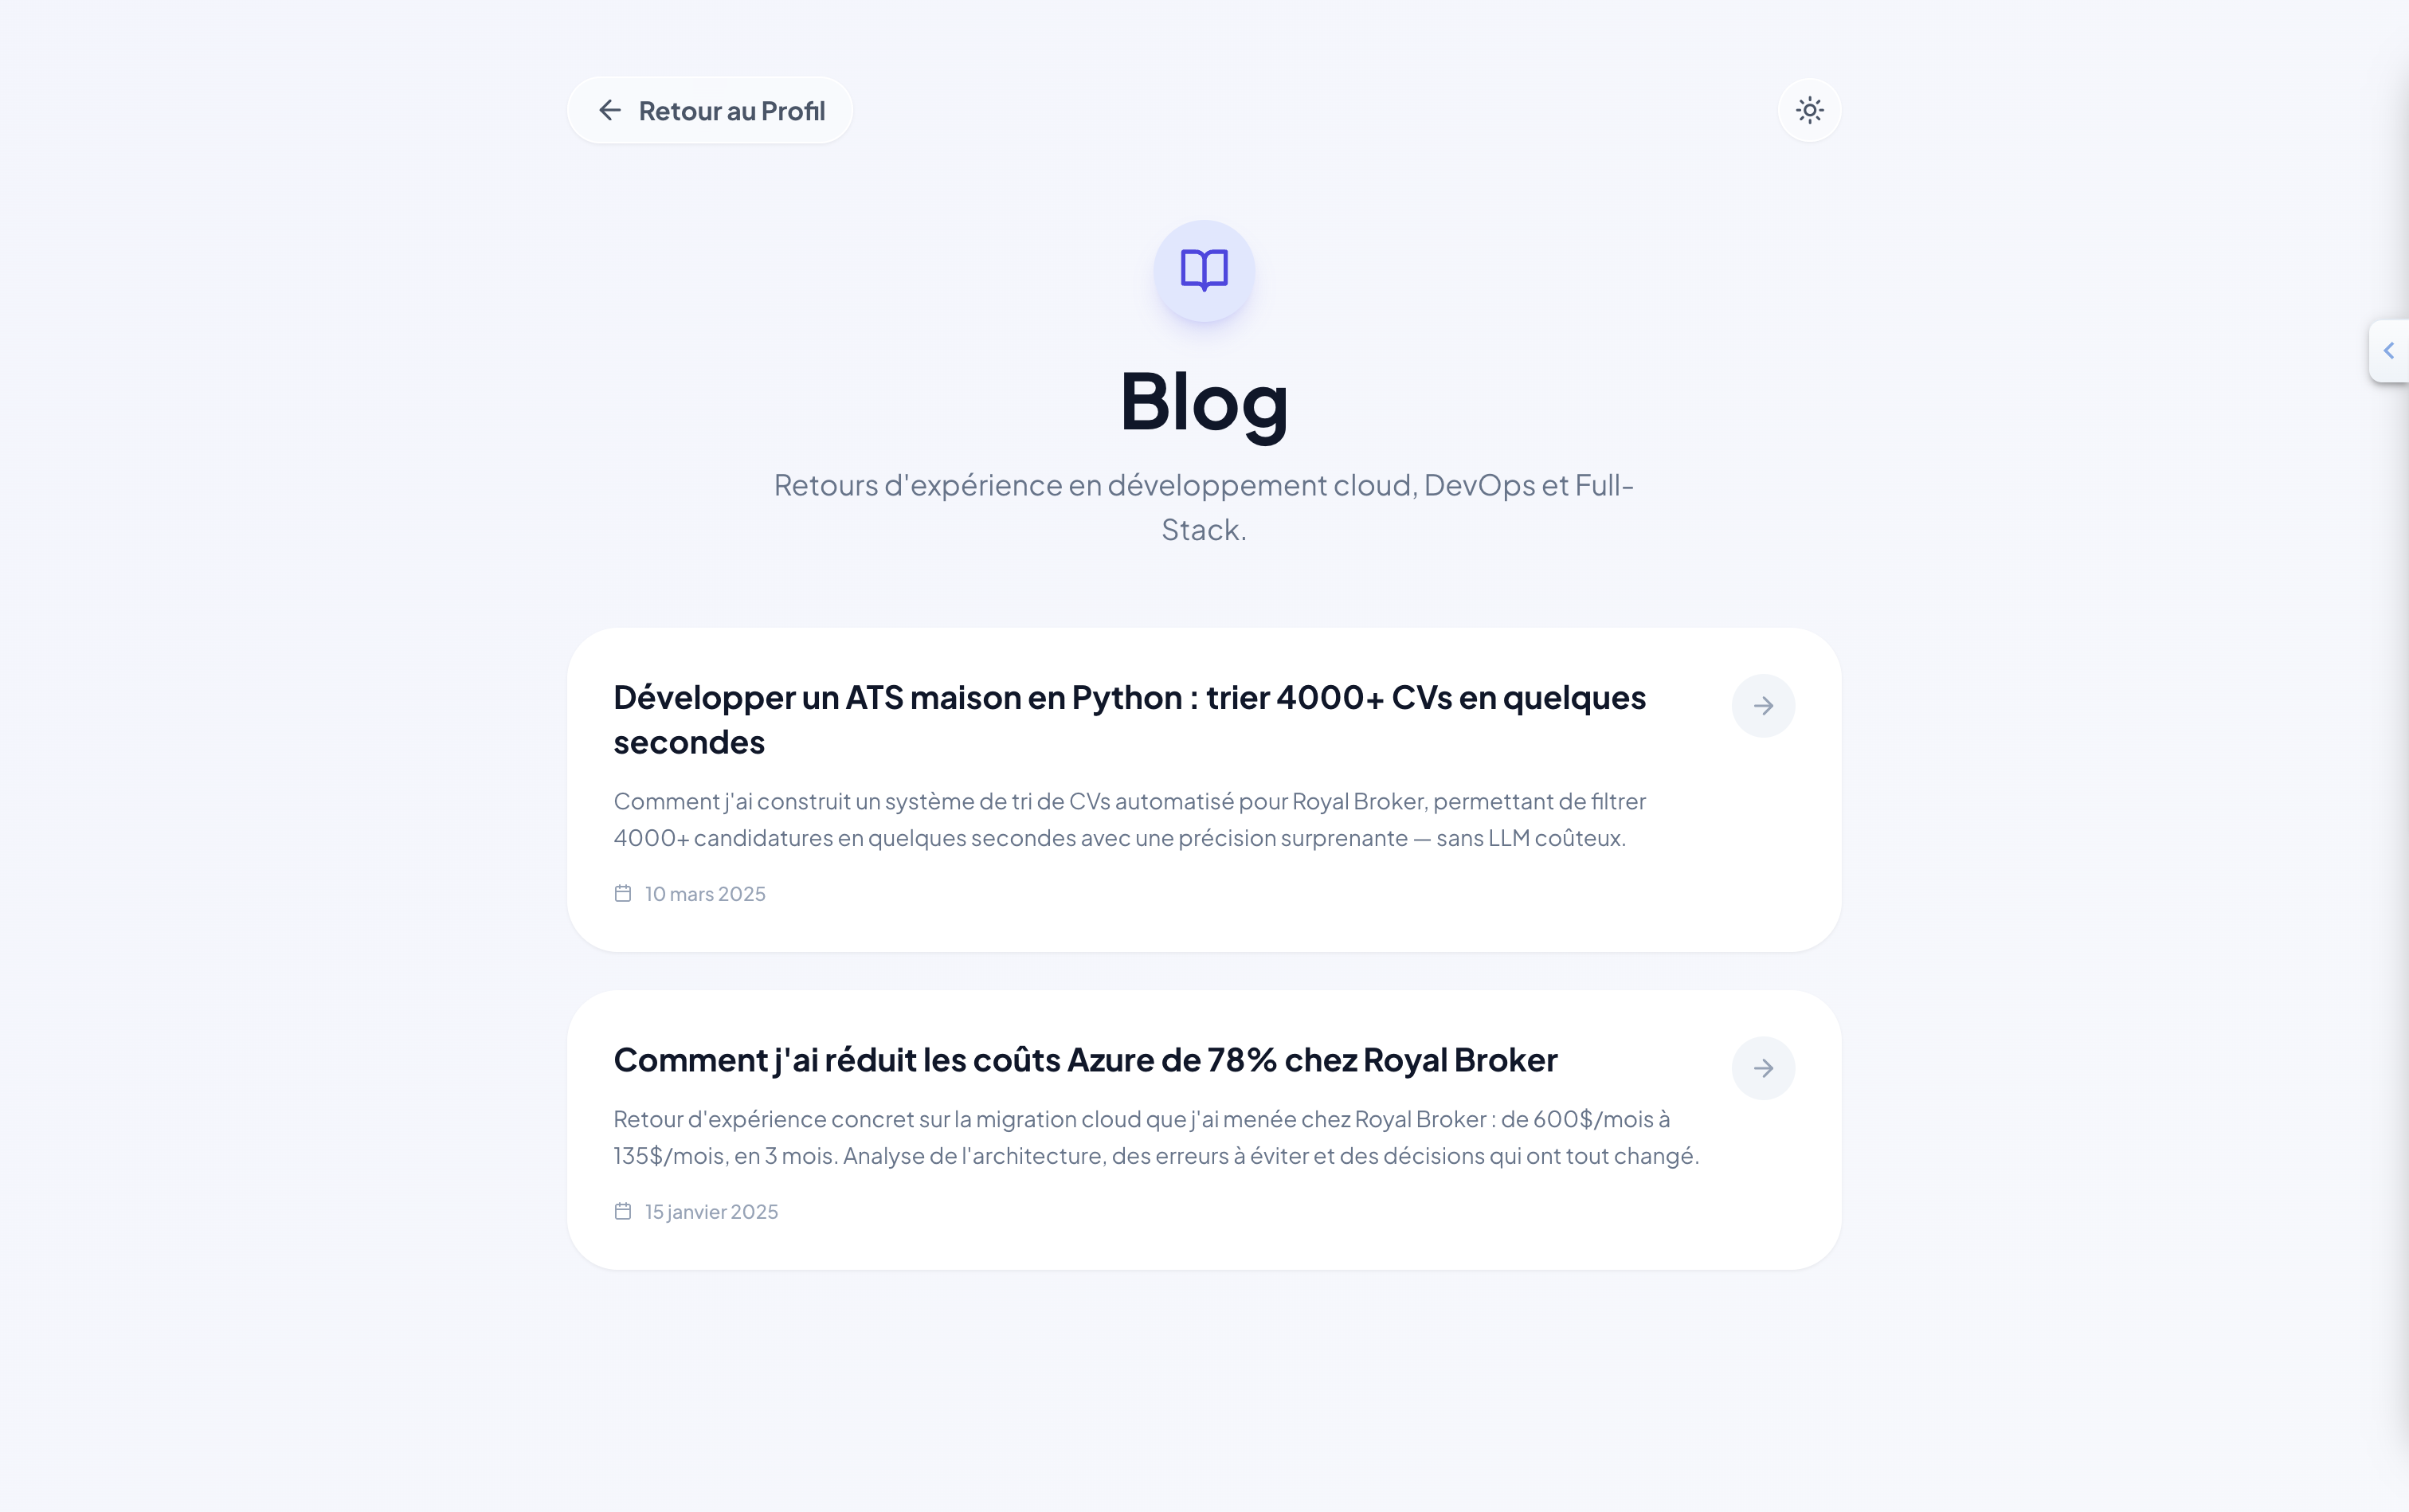 Retour au Profil
Blog
Retours d'expérience en développement cloud, DevOps et Full-
Stack.
Développer un ATS maison en Python : trier 4000+ CVs en quelques
secondes
Comment j'ai construit un système de tri de CVs automatisé pour Royal Broker, permettant de filtrer
4000+ candidatures en quelques secondes avec une précision surprenante — sans LLM coûteux.
10 mars 2025
Comment j'ai réduit les coûts Azure de 78% chez Royal Broker
Retour d'expérience concret sur la migration cloud que j'ai menée chez Royal Broker : de 600$/mois à
135$/mois, en 3 mois. Analyse de l'architecture, des erreurs à éviter et des décisions qui ont tout changé.
15 janvier 2025